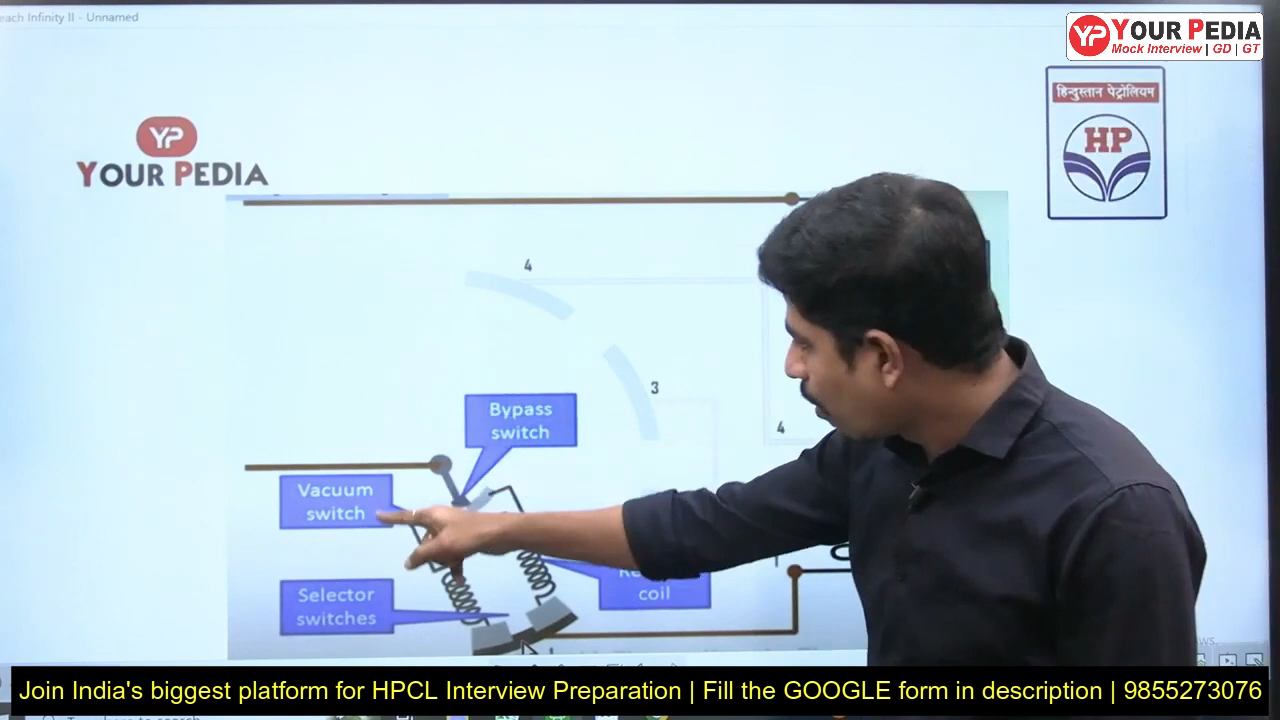 each Infinity II - Unnamed
YP YOUR PEDIA
Mock Interview | GD | GT
हिन्दुस्तान पेट्रोलियम
HP
YP
YOUR PEDIA
4
3
Bypass
switch
4
Vacuum
switch
Selector
switches
coil
Join India's biggest platform for HPCL Interview Preparation | Fill the GOOGLE form in description | 9855273076